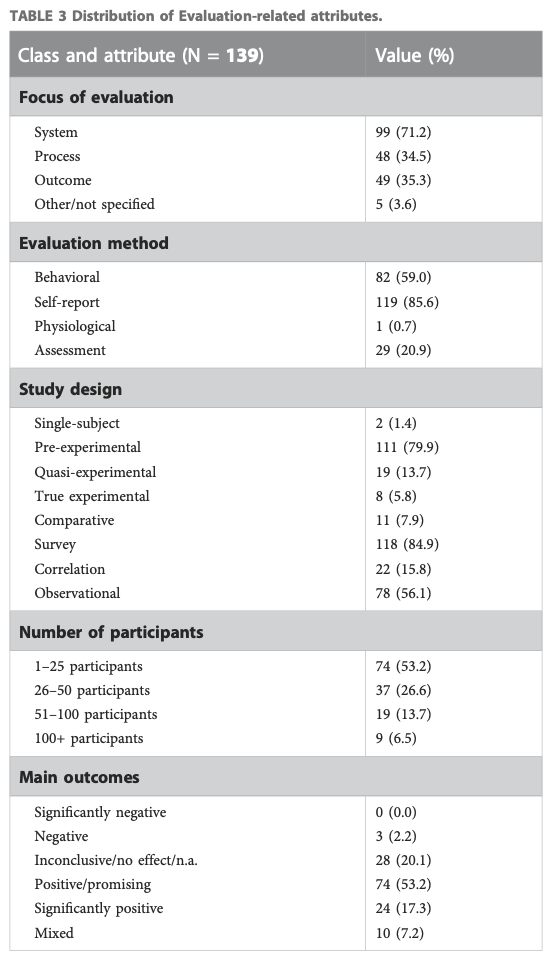 TABLE 3 Distribution of Evaluation-related attributes.
Class and attribute (N = 139) Value (%)
Focus of evaluation
System 99 (71.2)
Process 48 (34.5)
Outcome 49 (35.3)
Other/not specified 5 (3.6)
Evaluation method
Behavioral 82 (59.0)
Self-report 119 (85.6)
Physiological 1 (0.7)
Assessment 29 (20.9)
Study design
Single-subject 2 (1.4)
Pre-experimental 111 (79.9)
Quasi-experimental 19 (13.7)
True experimental 8 (5.8)
Comparative 11 (7.9)
Survey 118 (84.9)
Correlation 22 (15.8)
Observational 78 (56.1)
Number of participants
1–25 participants 74 (53.2)
26–50 participants 37 (26.6)
51–100 participants 19 (13.7)
100+ participants 9 (6.5)
Main outcomes
Significantly negative 0 (0.0)
Negative 3 (2.2)
Inconclusive/no effect/n.a. 28 (20.1)
Positive/promising 74 (53.2)
Significantly positive 24 (17.3)
Mixed 10 (7.2)